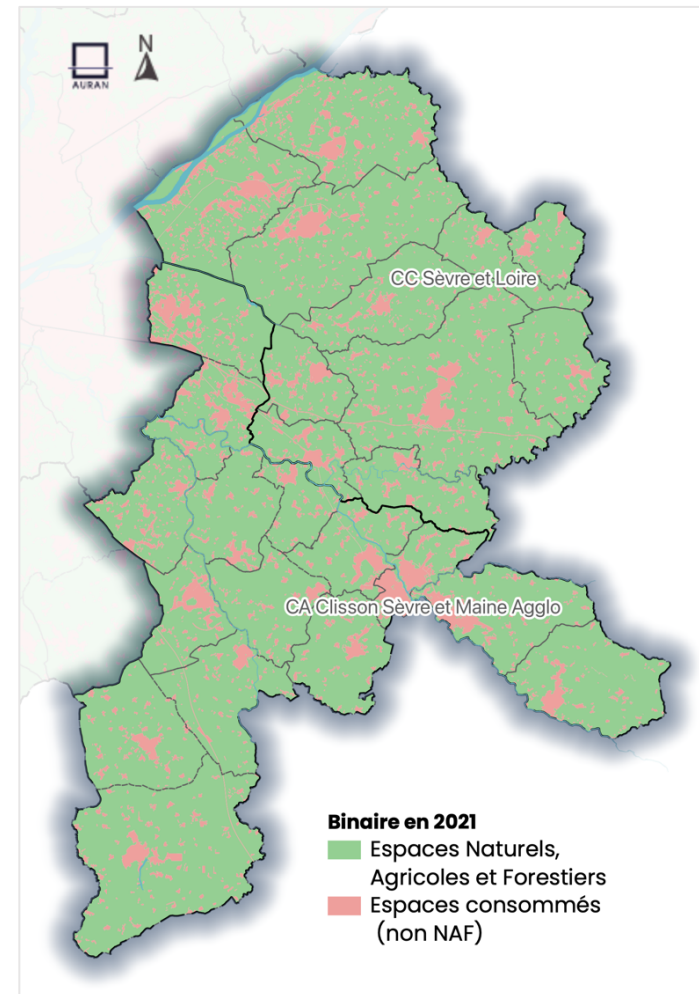 AURAN
N
CC Sèvre et Loire
CA Clisson Sèvre et Maine Agglo
Binaire en 2021
Espaces Naturels,
Agricoles et Forestiers
Espaces consommés
(non NAF)